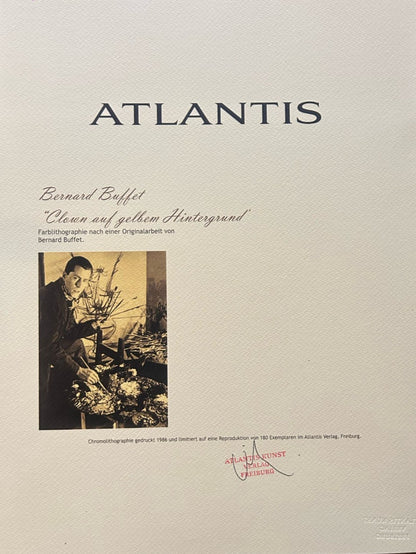 ATLANTIS
Bernard Buffet
"Clown auf gelbem Hintergrund"
Farblithographie nach einer Originalarbeit von
Bernard Buffet.
Chromolithographie gedruckt 1986 und limitiert auf eine Reproduktion von 180 Exemplaren im Atlantis Verlag, Freiburg.
ATLANTIS KUNST
VERLAG
FREIBURG